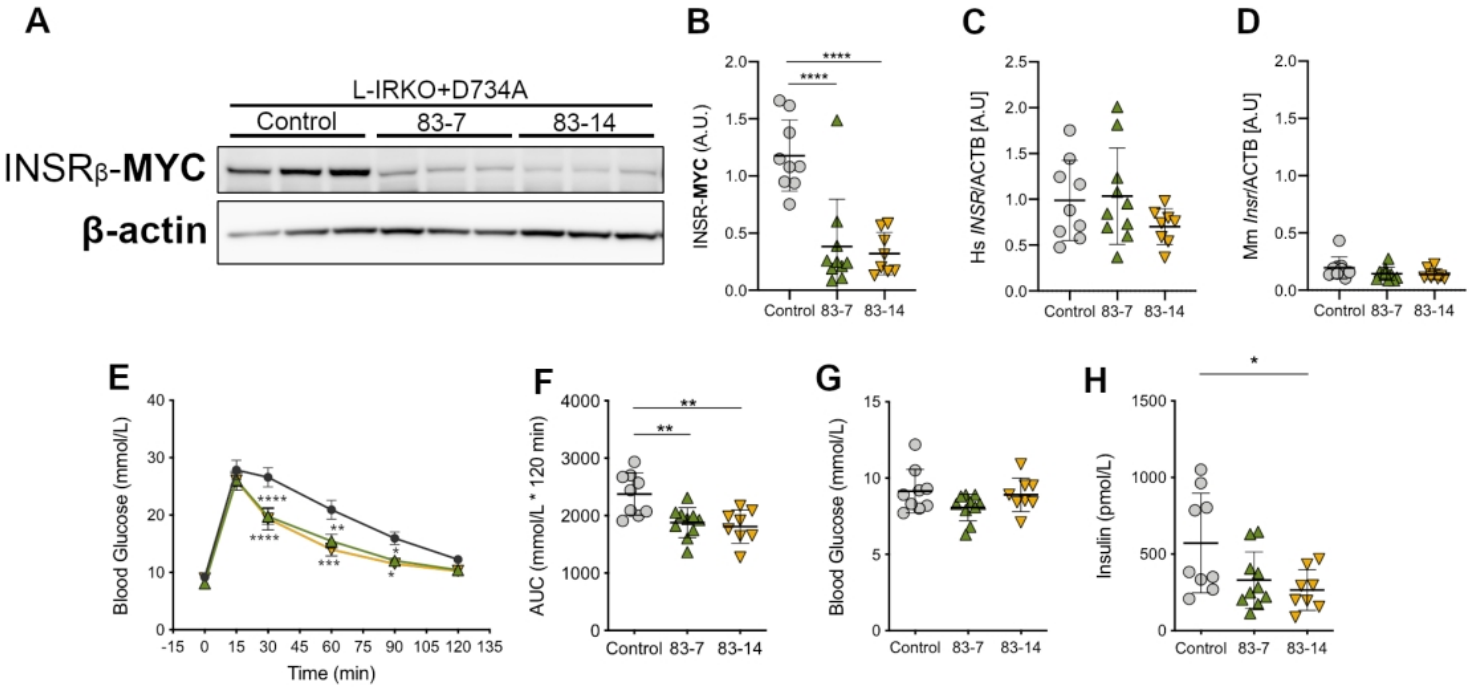 A
L-IRKO+D734A
Control 83-7 83-14
INSRβ-MYC
β-actin
B
INSR-MYC (A.U.)
2.0
1.5
1.0
0.5
0.0
****
****
Control 83-7 83-14
C
Hs INSR/ACTB [A.U]
2.5
2.0
1.5
1.0
0.5
0.0
Control 83-7 83-14
D
Mm Insr/ACTB [A.U]
2.0
1.5
1.0
0.5
0.0
Control 83-7 83-14
E
Blood Glucose (mmol/L)
40
30
20
10
0
****
****
**
***
*
*
-15 0 15 30 45 60 75 90 105 120 135
Time (min)
F
AUC (mmol/L * 120 min)
4000
3000
2000
1000
0
**
**
Control 83-7 83-14
G
Blood Glucose (mmol/L)
15
10
5
0
Control 83-7 83-14
H
Insulin (pmol/L)
1500
1000
500
0
*
Control 83-7 83-14